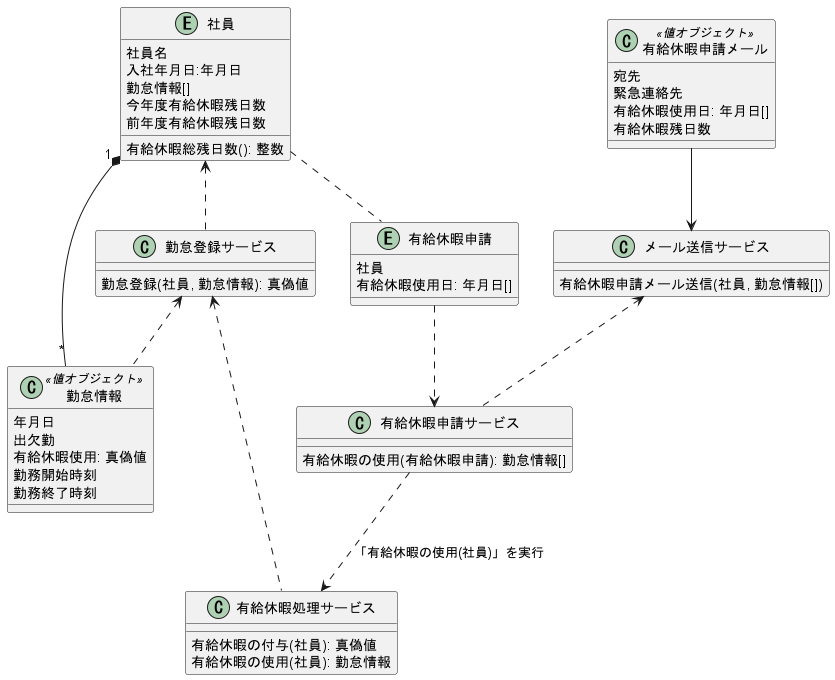 E 社員
社員名
入社年月日:年月日
勤怠情報[]
今年度有給休暇残日数
前年度有給休暇残日数
有給休暇総残日数(): 整数
C «値オブジェクト»
有給休暇申請メール
宛先
緊急連絡先
有給休暇使用日: 年月日[]
有給休暇残日数
1
C 勤怠登録サービス
勤怠登録(社員, 勤怠情報): 真偽値
E 有給休暇申請
社員
有給休暇使用日: 年月日[]
C メール送信サービス
有給休暇申請メール送信(社員, 勤怠情報[])
*
C «値オブジェクト»
勤怠情報
年月日
出欠勤
有給休暇使用: 真偽値
勤務開始時刻
勤務終了時刻
C 有給休暇申請サービス
有給休暇の使用(有給休暇申請): 勤怠情報[]
「有給休暇の使用(社員)」を実行
C 有給休暇処理サービス
有給休暇の付与(社員): 真偽値
有給休暇の使用(社員): 勤怠情報